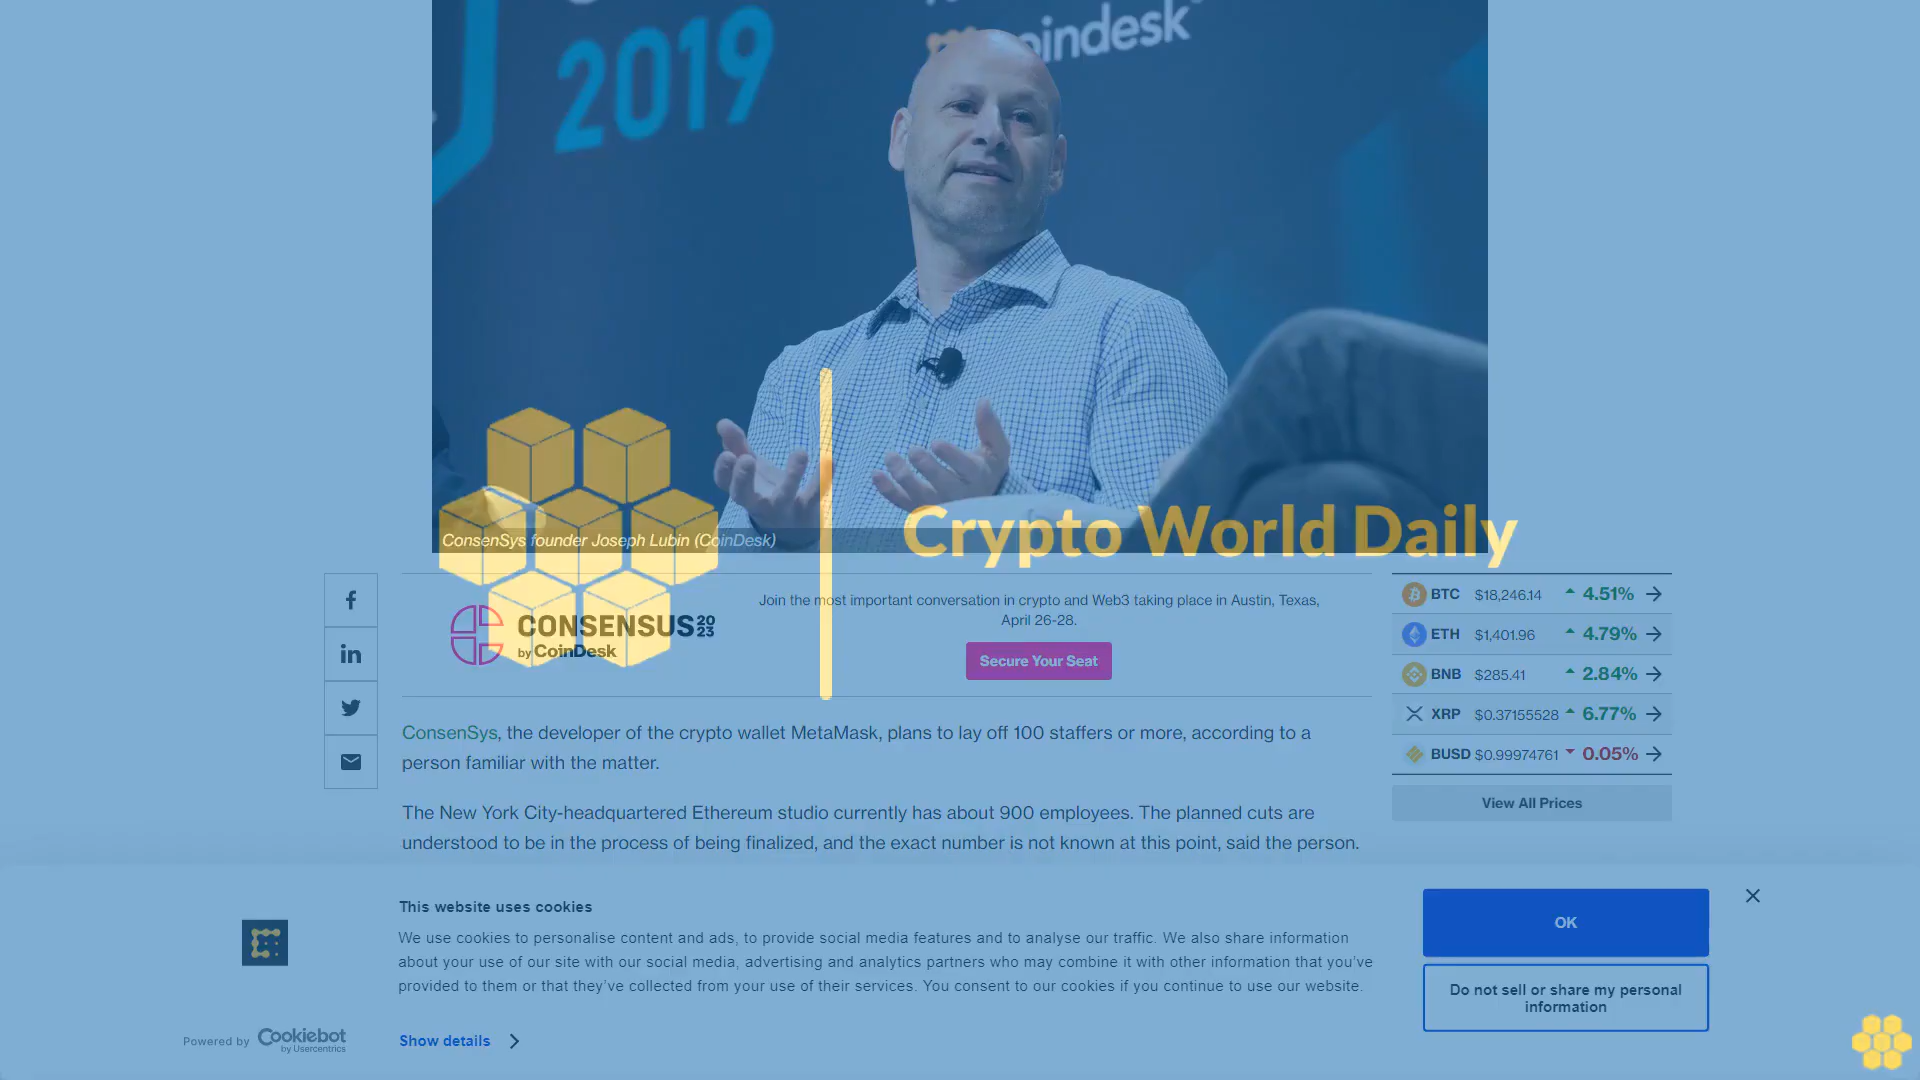 2019
coindesk
Crypto World Daily
ConsenSys founder Joseph Lubin (CoinDesk)
CONSENSUS 2023
by CoinDesk
Join the most important conversation in crypto and Web3 taking place in Austin, Texas,
April 26-28.
Secure Your Seat
BTC $18,246.14 4.51%
ETH $1,401.96 4.79%
BNB $285.41 2.84%
XRP $0.37155528 6.77%
BUSD $0.99974761 0.05%
View All Prices
ConsenSys, the developer of the crypto wallet MetaMask, plans to lay off 100 staffers or more, according to a
person familiar with the matter.
The New York City-headquartered Ethereum studio currently has about 900 employees. The planned cuts are
understood to be in the process of being finalized, and the exact number is not known at this point, said the person.
This website uses cookies
We use cookies to personalise content and ads, to provide social media features and to analyse our traffic. We also share information
about your use of our site with our social media, advertising and analytics partners who may combine it with other information that you've
provided to them or that they've collected from your use of their services. You consent to our cookies if you continue to use our website.
Show details
OK
Do not sell or share my personal
information
Powered by Cookiebot
by Usercentrics